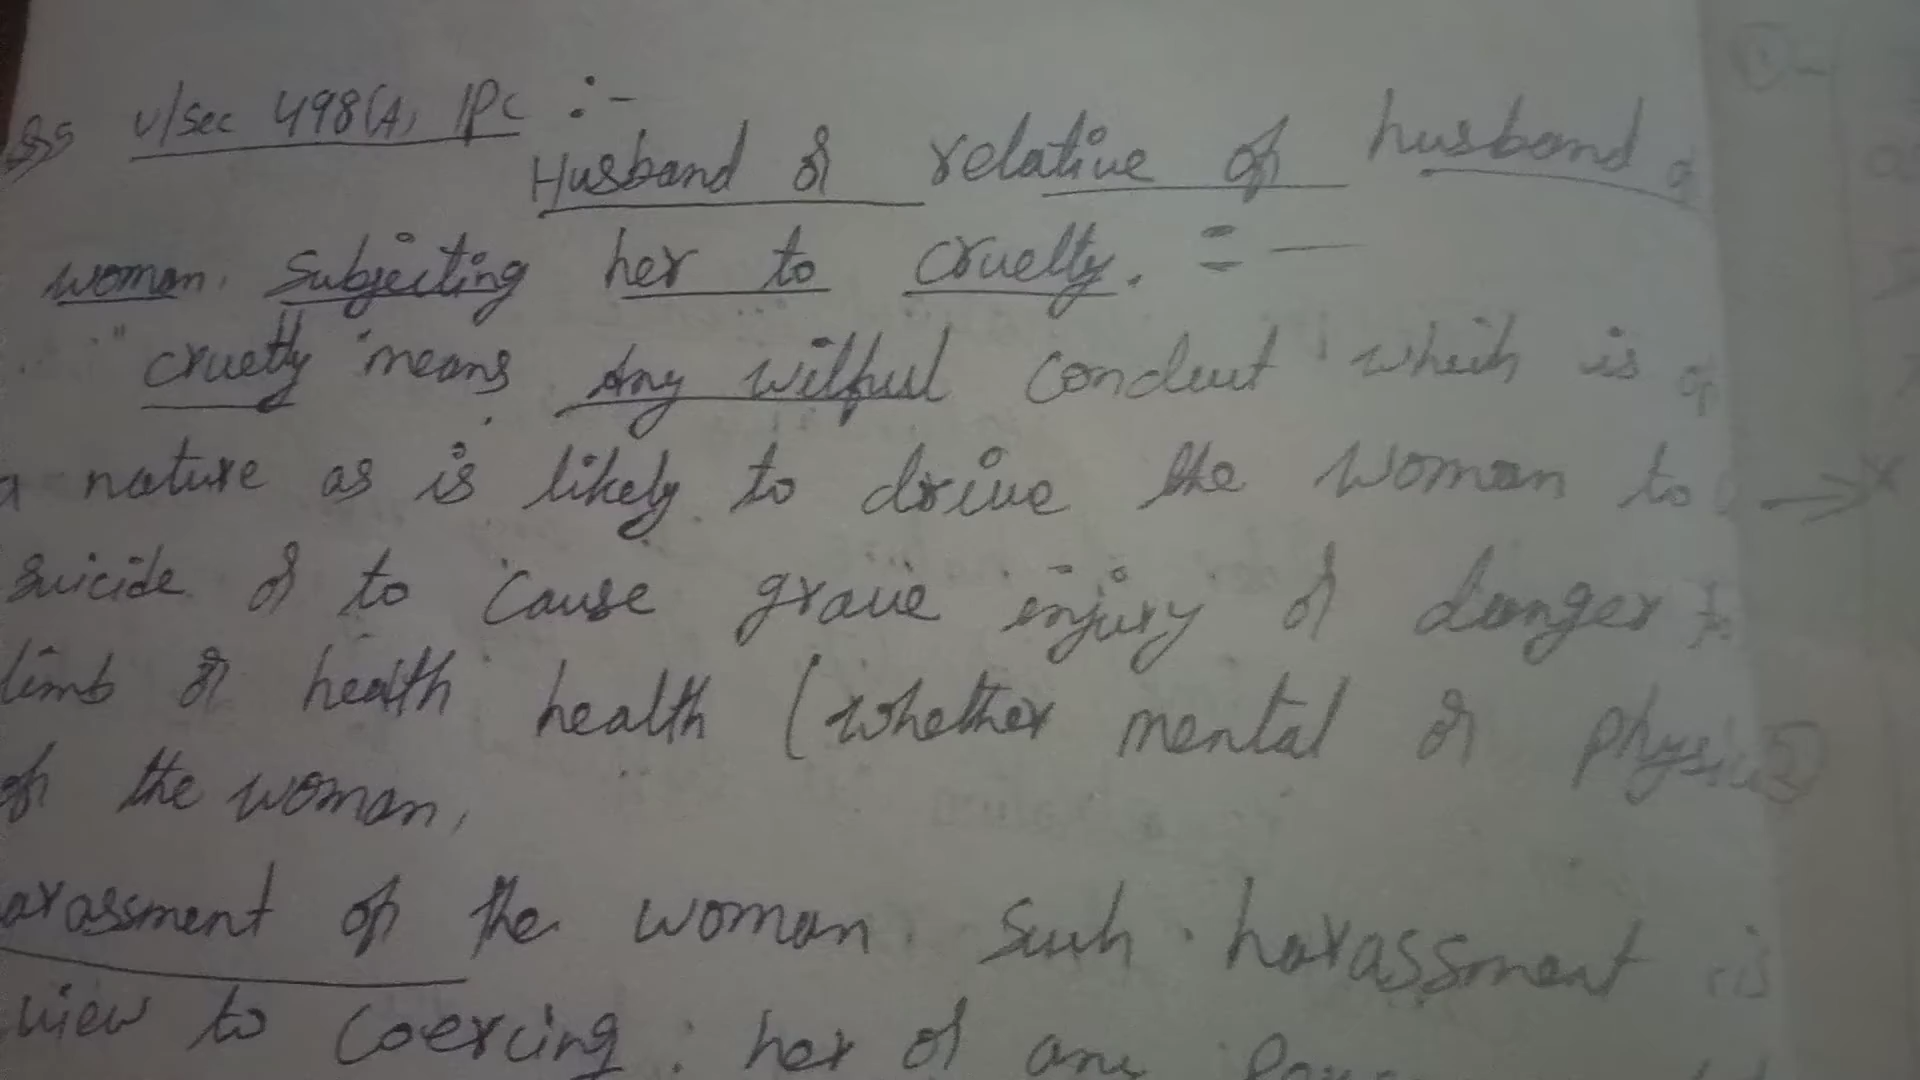 u/sec 498(A) IPC :-
Husband or relative of husband of
woman subjecting her to cruelty. :-
"cruelty" means Any wilful conduct which is of
a nature as is likely to drive the woman to →
suicide or to cause grave injury or danger to
limb or health health (whether mental or physic
of the woman,
arassment of the woman such harassment is
view to coercing her or any